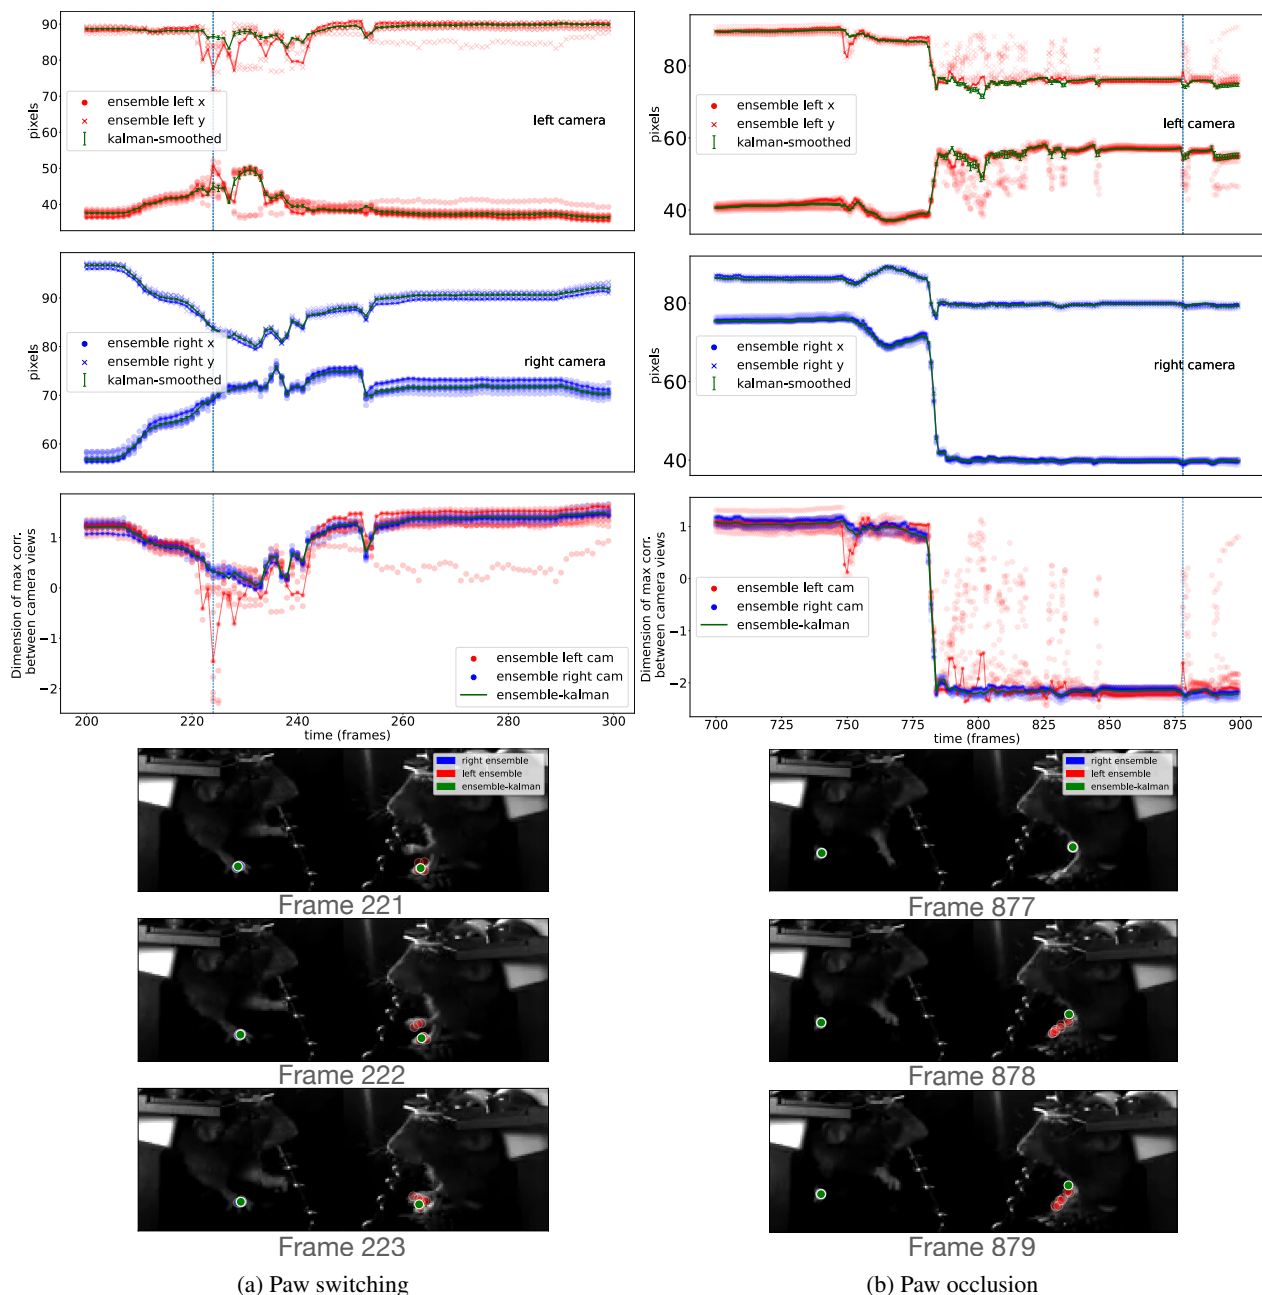 90
80
70
60
50
40
pixels
ensemble left x
ensemble left y
kalman-smoothed
left camera
90
80
70
60
pixels
ensemble right x
ensemble right y
kalman-smoothed
right camera
1
0
−1
−2
Dimension of max corr.
between camera views
ensemble left cam
ensemble right cam
ensemble-kalman
200
220
240
260
280
300
time (frames)
right ensemble
left ensemble
ensemble-kalman
Frame 221
Frame 222
Frame 223
(a) Paw switching
80
60
40
pixels
ensemble left x
ensemble left y
kalman-smoothed
left camera
80
60
40
pixels
ensemble right x
ensemble right y
kalman-smoothed
right camera
1
0
−1
−2
Dimension of max corr.
between camera views
ensemble left cam
ensemble right cam
ensemble-kalman
700
725
750
775
800
825
850
875
900
time (frames)
right ensemble
left ensemble
ensemble-kalman
Frame 877
Frame 878
Frame 879
(b) Paw occlusion